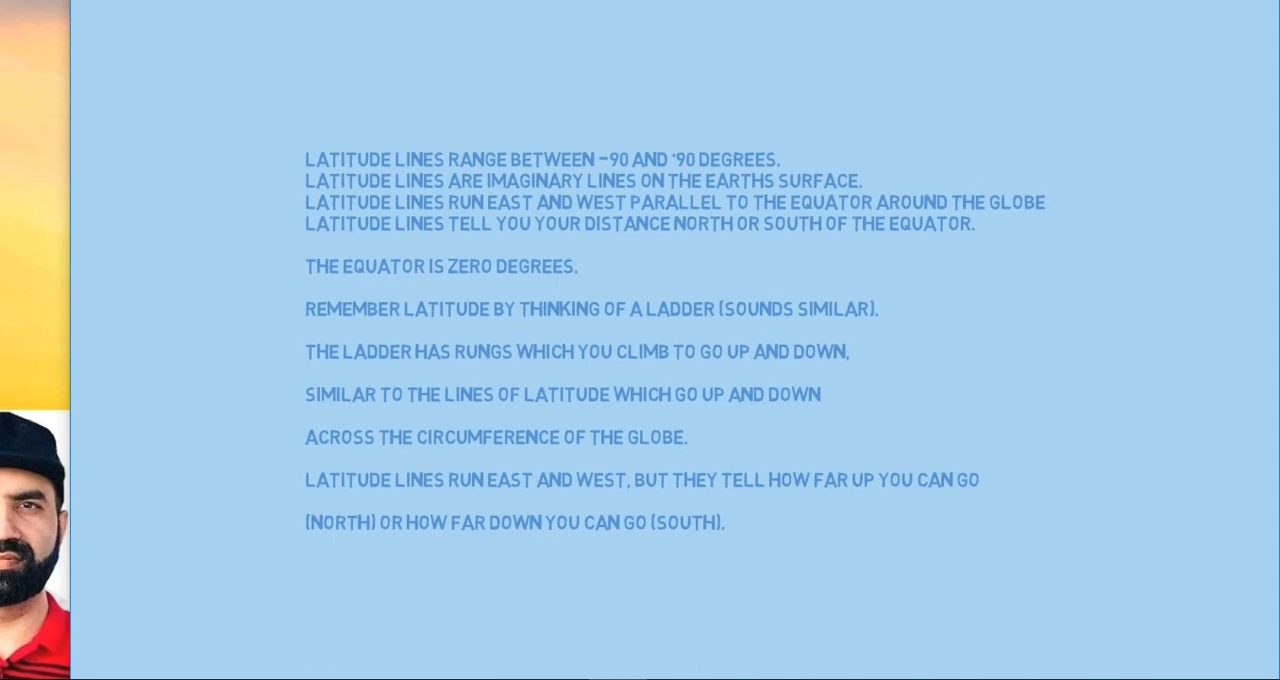 LATITUDE LINES RANGE BETWEEN -90 AND *90 DEGREES.
LATITUDE LINES ARE IMAGINARY LINES ON THE EARTHS SURFACE.
LATITUDE LINES RUN EAST AND WEST PARALLEL TO THE EQUATOR AROUND THE GLOBE
LATITUDE LINES TELL YOU YOUR DISTANCE NORTH OR SOUTH OF THE EQUATOR.
THE EQUATOR IS ZERO DEGREES.
REMEMBER LATITUDE BY THINKING OF A LADDER (SOUNDS SIMILAR).
THE LADDER HAS RUNGS WHICH YOU CLIMB TO GO UP AND DOWN,
SIMILAR TO THE LINES OF LATITUDE WHICH GO UP AND DOWN
ACROSS THE CIRCUMFERENCE OF THE GLOBE.
LATITUDE LINES RUN EAST AND WEST, BUT THEY TELL HOW FAR UP YOU CAN GO
(NORTH) OR HOW FAR DOWN YOU CAN GO (SOUTH).